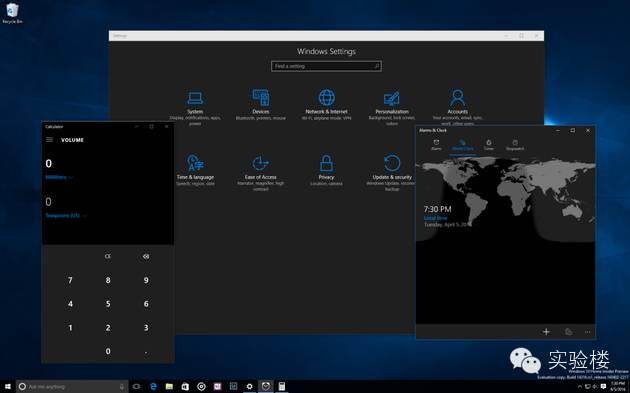 Recycle Bin
Settings
Windows Settings
Find a setting
System
Display, notifications, apps, power
Devices
Bluetooth, printers, mouse
Network & Internet
Wi-Fi, airplane mode, VPN
Personalization
Background, lock screen, colors
Accounts
Your accounts, email, sync, work, other users
Time & language
Speech, region, date
Ease of Access
Narrator, magnifier, high contrast
Privacy
Location, camera
Update & security
Windows Update, recovery, backup
Calculator
VOLUME
0
Milliliters
0
Teaspoons (US)
CE
7 8 9
4 5 6
1 2 3
0 .
Alarms & Clock
Alarm World Clock Timer Stopwatch
7:30 PM
Local time
Tuesday, April 5, 2016
实验楼
Windows 10 Home Insider Preview
Evaluation copy. Build 14316.rs1_release.160402-2217
Ask me anything
7:30 PM
4/5/2016